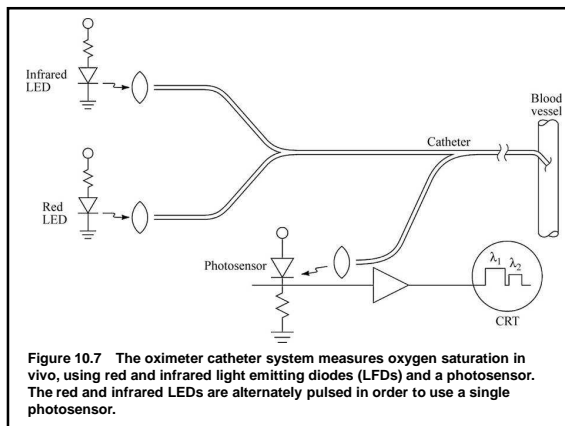 Infrared
LED
Blood
vessel
Catheter
Red
LED
Photosensor
λ1
λ2
CRT
Figure 10.7 The oximeter catheter system measures oxygen saturation in
vivo, using red and infrared light emitting diodes (LFDs) and a photosensor.
The red and infrared LEDs are alternately pulsed in order to use a single
photosensor.